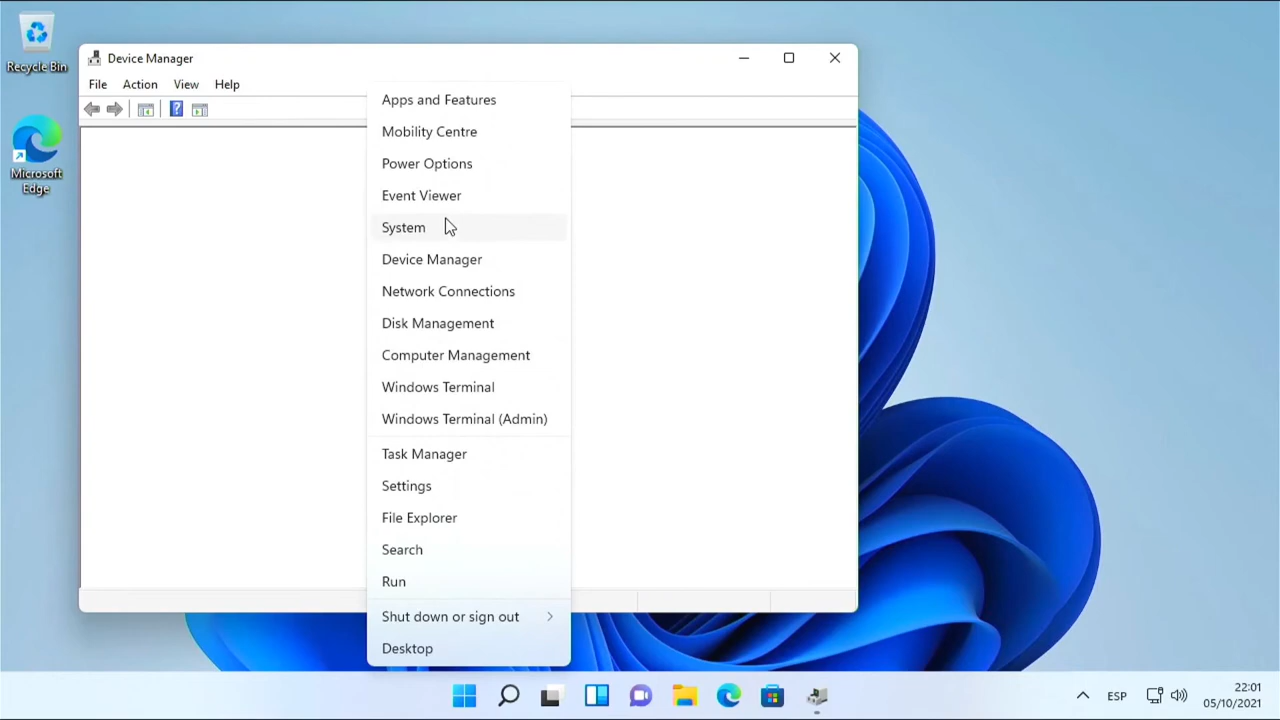 Recycle Bin
Microsoft
Edge
Device Manager
File Action View Help
Apps and Features
Mobility Centre
Power Options
Event Viewer
System
Device Manager
Network Connections
Disk Management
Computer Management
Windows Terminal
Windows Terminal (Admin)
Task Manager
Settings
File Explorer
Search
Run
Shut down or sign out
Desktop
ESP
22:01
05/10/2021